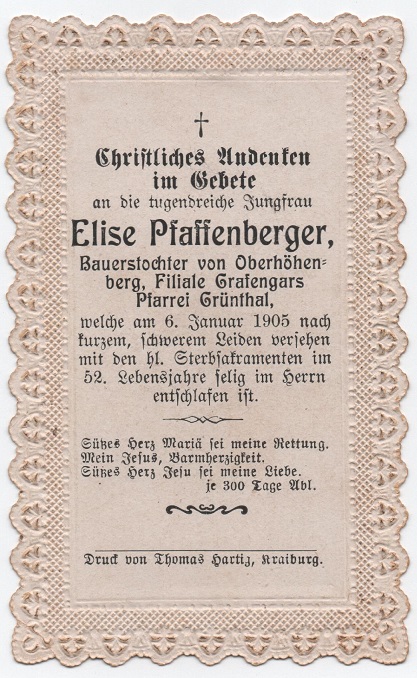 †
Christliches Andenken
im Gebete
an die tugendreiche Jungfrau
Elise Pfaffenberger,
Bauerstochter von Oberhöhen-
berg, Filiale Grafengars
Pfarrei Grünthal,
welche am 6. Januar 1905 nach
kurzem, schwerem Leiden versehen
mit den hl. Sterbsakramenten im
52. Lebensjahre selig im Herrn
entschlafen ist.
Süßes Herz Mariä sei meine Rettung.
Mein Jesus, Barmherzigkeit.
Süßes Herz Jesu sei meine Liebe.
je 300 Tage Abl.
Druck von Thomas Hartig, Kraiburg.